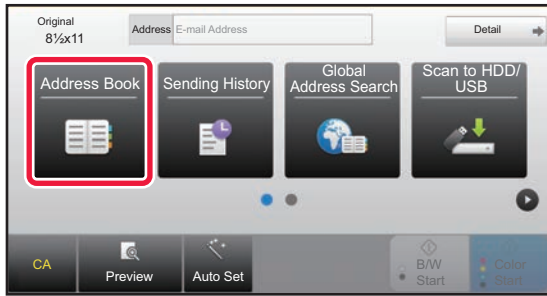 Original
8½x11
Address
E-mail Address
Detail
Address Book
Sending History
Global
Address Search
Scan to HDD/
USB
CA
Preview
Auto Set
B/W
Start
Color
Start